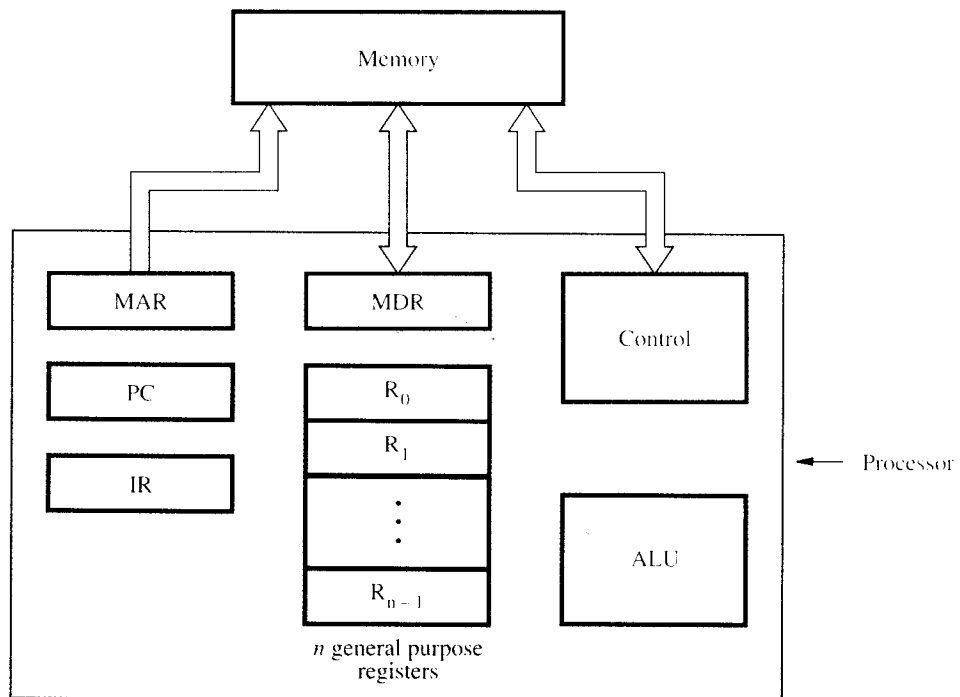 Memory
MAR
MDR
Control
PC
R₀
R₁
IR
Processor
ALU
Rₙ₋₁
n general purpose
registers